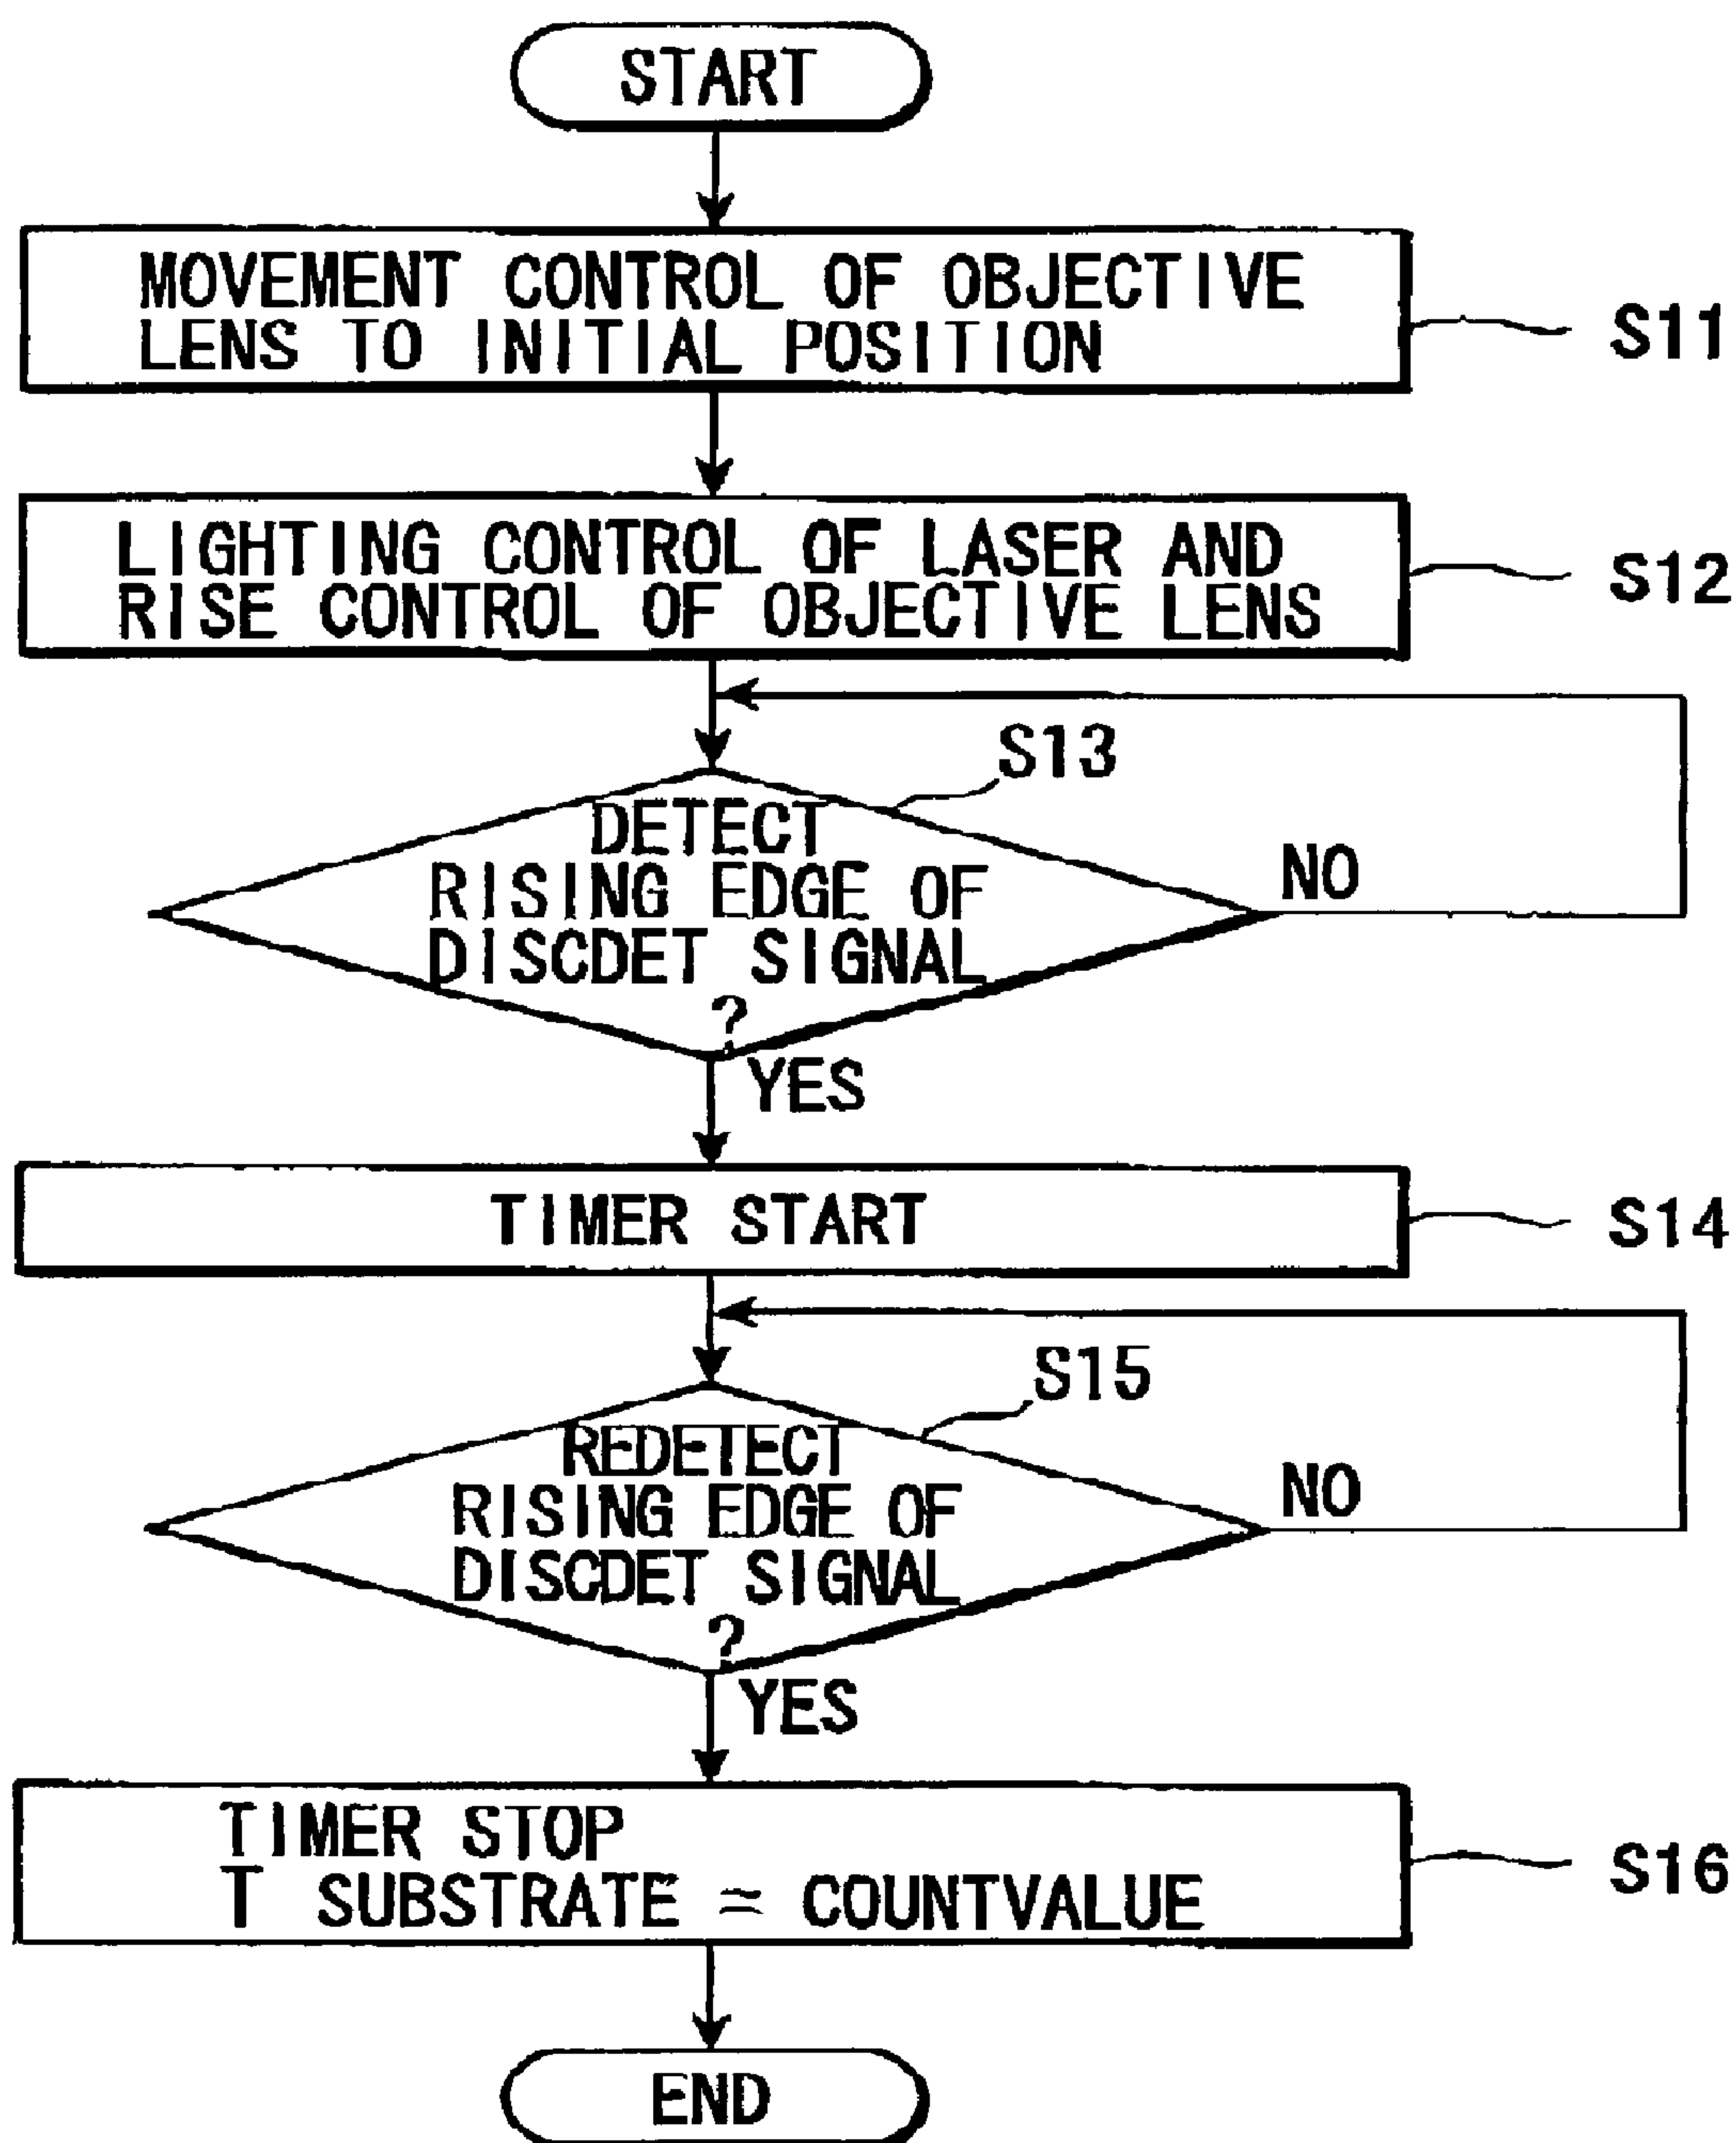 START
MOVEMENT CONTROL OF OBJECTIVE
LENS TO INITIAL POSITION
S11
LIGHTING CONTROL OF LASER AND
RISE CONTROL OF OBJECTIVE LENS
S12
S13
DETECT
RISING EDGE OF
DISCDET SIGNAL
?
NO
YES
TIMER START
S14
S15
REDETECT
RISING EDGE OF
DISCDET SIGNAL
?
NO
YES
TIMER STOP
T SUBSTRATE = COUNTVALUE
S16
END